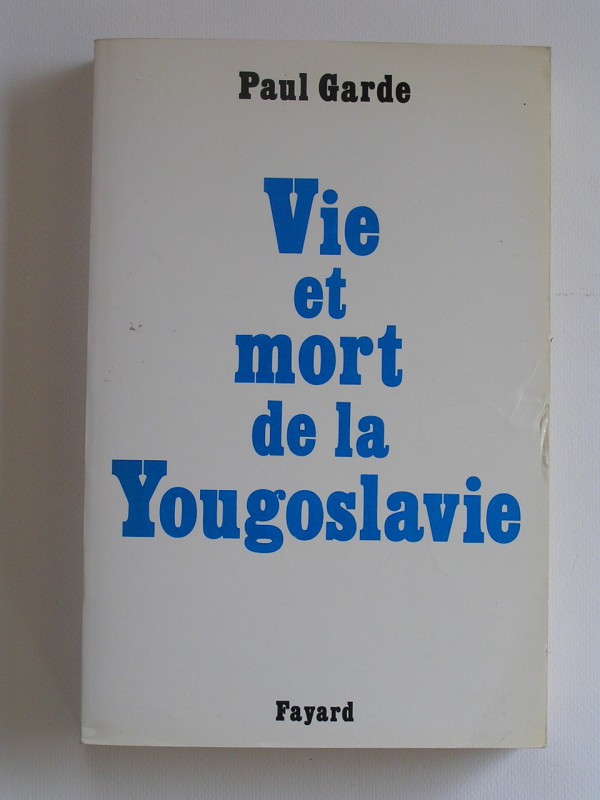 Paul Garde
Vie
et
mort
de la
Yougoslavie
Fayard